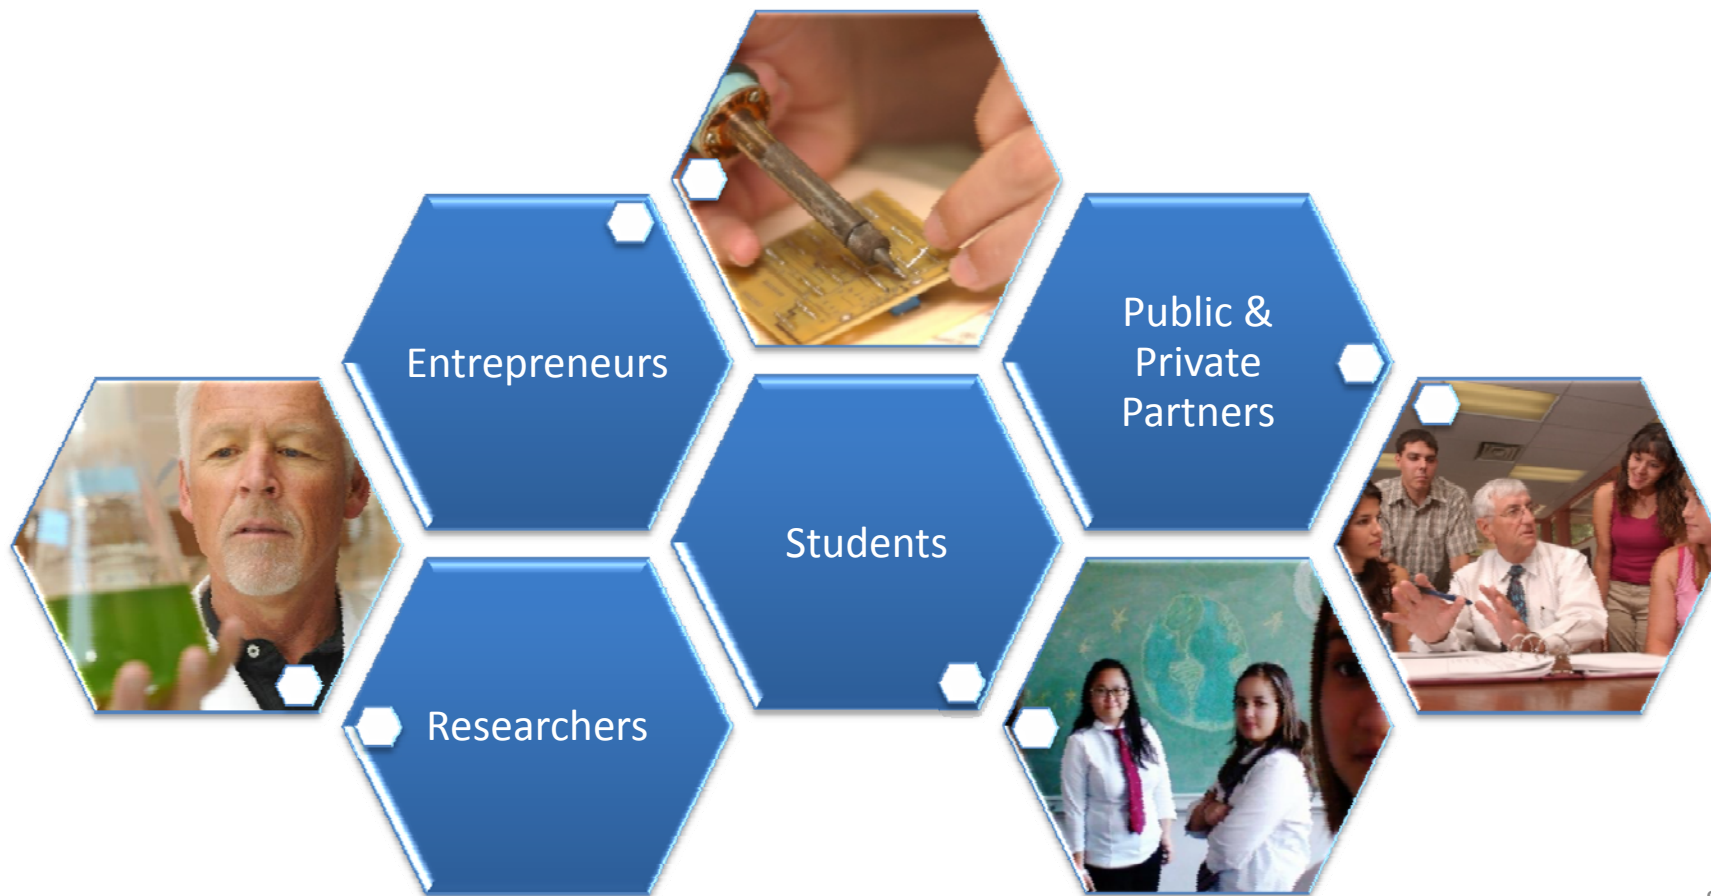 Entrepreneurs
Public &
Private
Partners
Students
Researchers